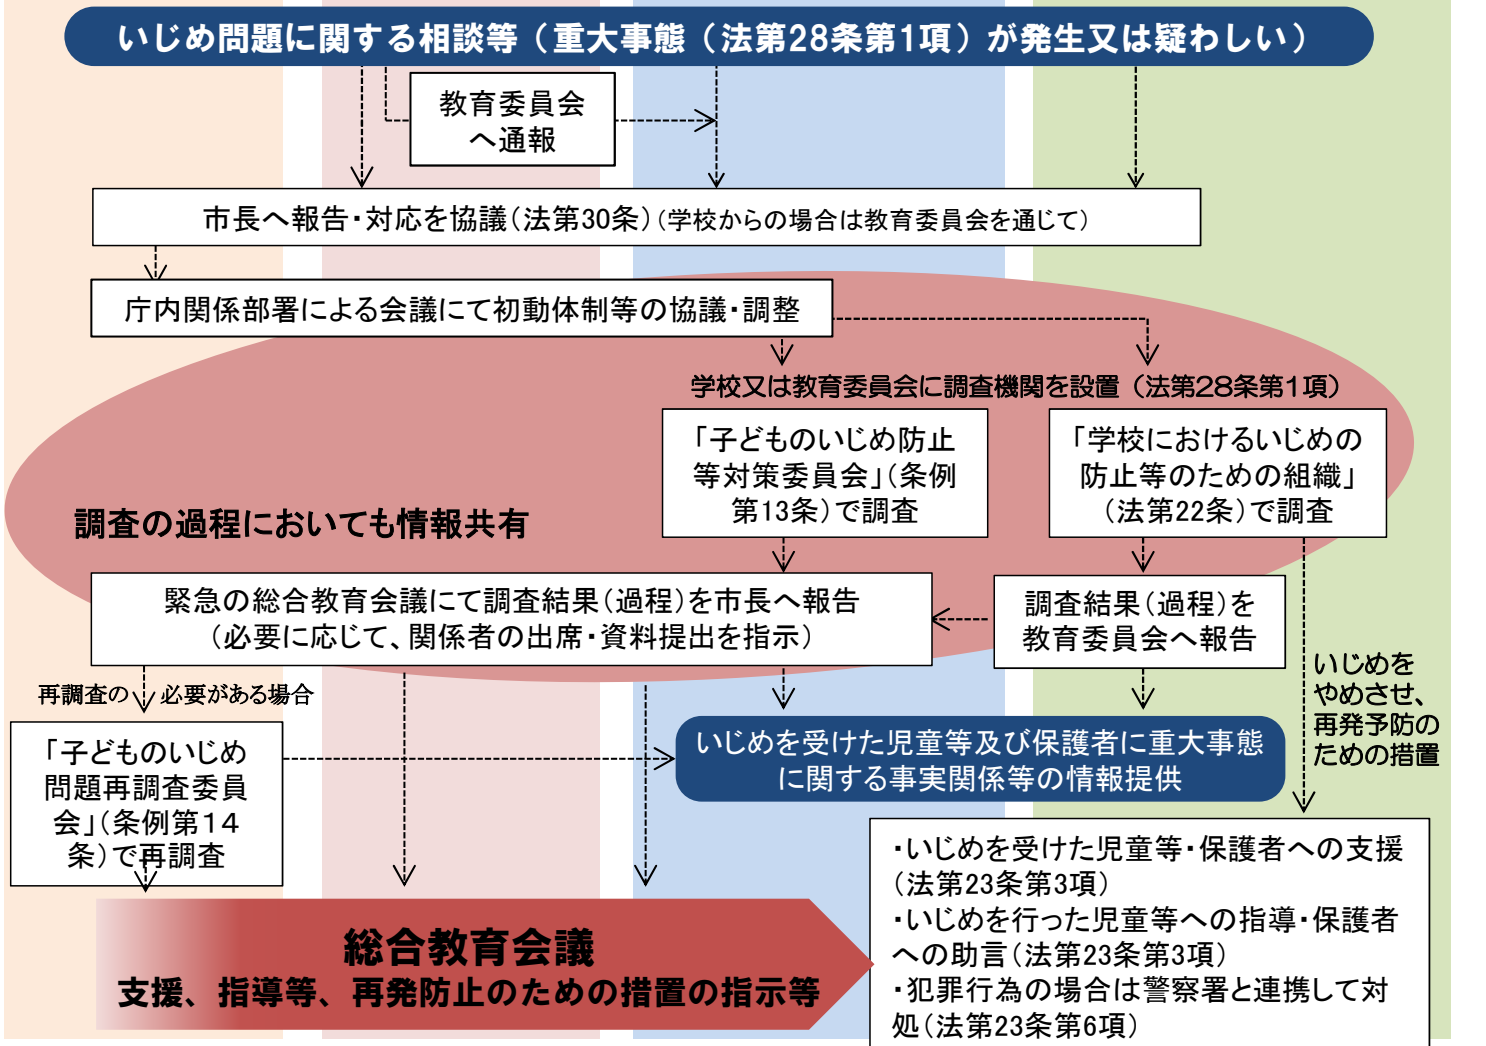 いじめ問題に関する相談等（重大事態（法第28条第1項）が発生又は疑わしい）
教育委員会
へ通報
市長へ報告・対応を協議（法第30条）（学校からの場合は教育委員会を通じて）
庁内関係部署による会議にて初動体制等の協議・調整
学校又は教育委員会に調査機関を設置（法第28条第1項）
「子どものいじめ防止
等対策委員会」（条例
第13条）で調査
「学校におけるいじめの
防止等のための組織」
（法第22条）で調査
調査の過程においても情報共有
緊急の総合教育会議にて調査結果（過程）を市長へ報告
（必要に応じて、関係者の出席・資料提出を指示）
調査結果（過程）を
教育委員会へ報告
いじめを
やめさせ、
再発予防の
ための措置
再調査の 必要がある場合
「子どものいじめ
問題再調査委員
会」（条例第１４
条）で再調査
いじめを受けた児童等及び保護者に重大事態
に関する事実関係等の情報提供
・いじめを受けた児童等・保護者への支援
（法第23条第3項）
・いじめを行った児童等への指導・保護者
への助言（法第23条第3項）
・犯罪行為の場合は警察署と連携して対
処（法第23条第6項）
総合教育会議
支援、指導等、再発防止のための措置の指示等